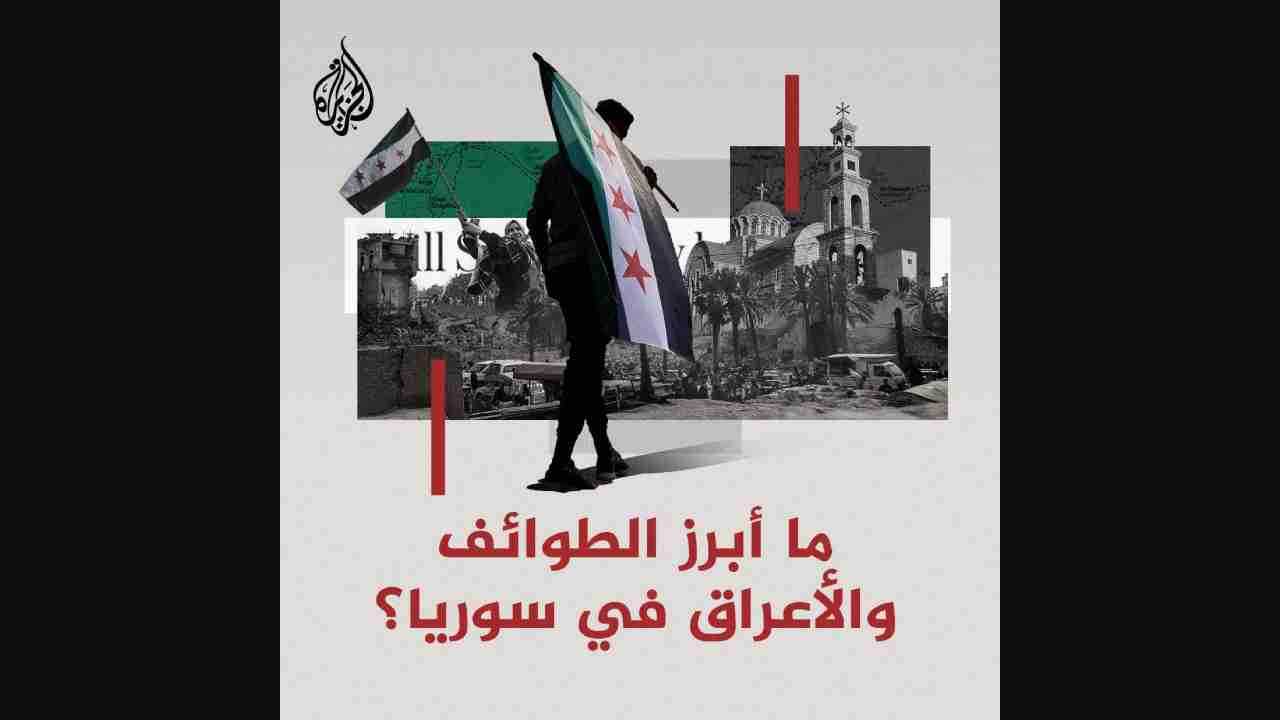 الجزيرة
ما أبرز الطوائف
والأعراق في سوريا؟